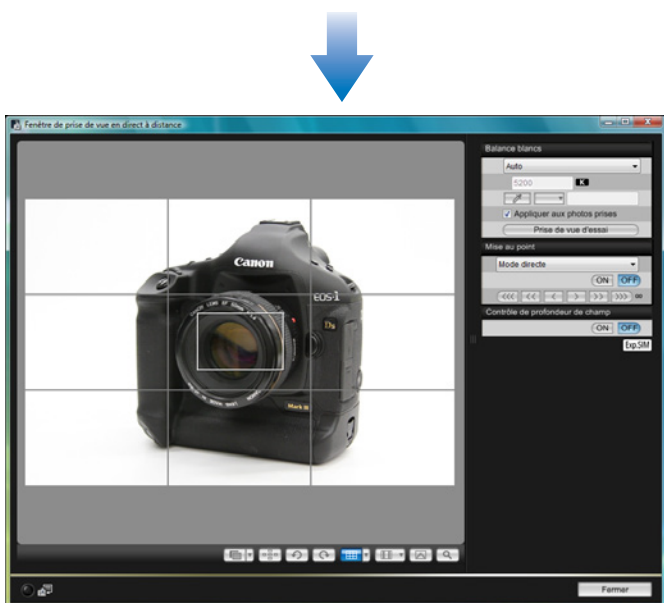 Fenêtre de prise de vue en direct à distance
Balance blancs
Auto
5200
K
Appliquer aux photos prises
Prise de vue d'essai
Mise au point
Mode directe
ON OFF
Contrôle de profondeur de champ
ON OFF
Exp.SIM
Canon
EOS-1
Ds
Mark III
Fermer